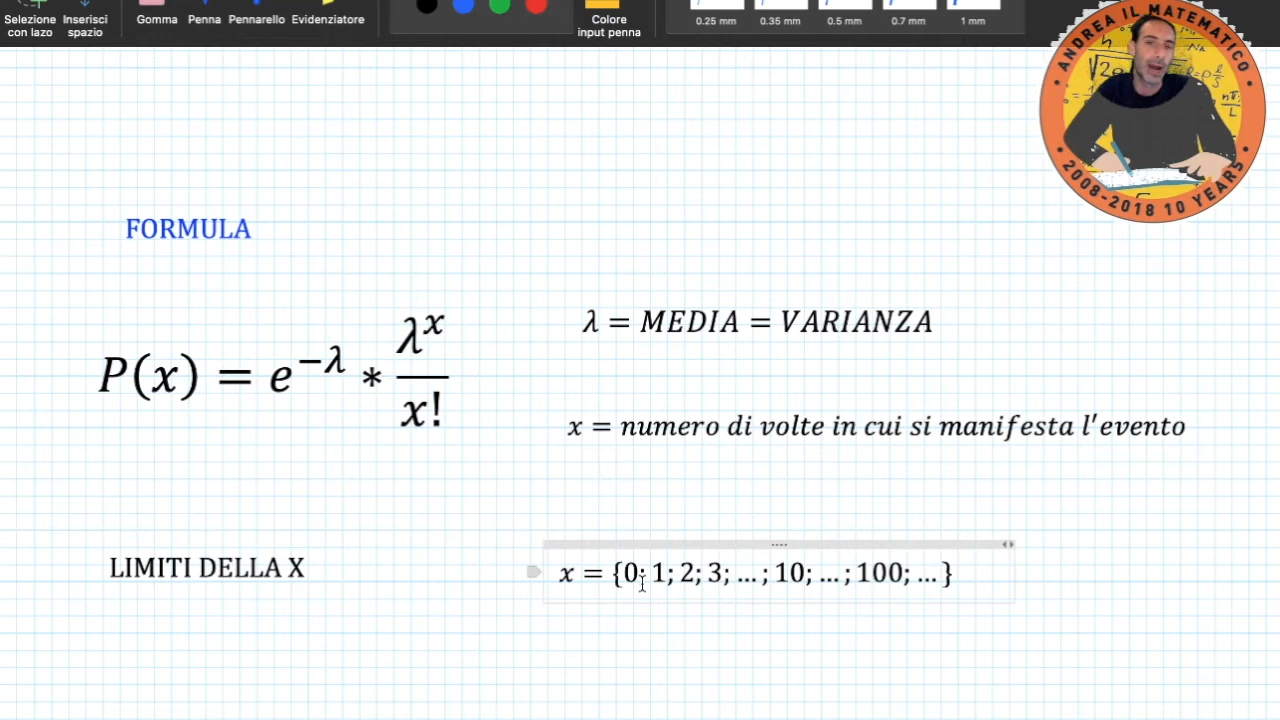 Selezione con lazo
Inserisci spazio
Gomma
Penna
Pennarello
Evidenziatore
Colore input penna
0.25 mm
0.35 mm
0.5 mm
0.7 mm
1 mm
ANDREA IL MATEMATICO
2008-2018 10 YEARS
FORMULA
P(x) = e^{-λ} * λ^x / x!
λ = MEDIA = VARIANZA
x = numero di volte in cui si manifesta l'evento
LIMITI DELLA X
x = {0; 1; 2; 3; ... ; 10; ... ; 100; ... }